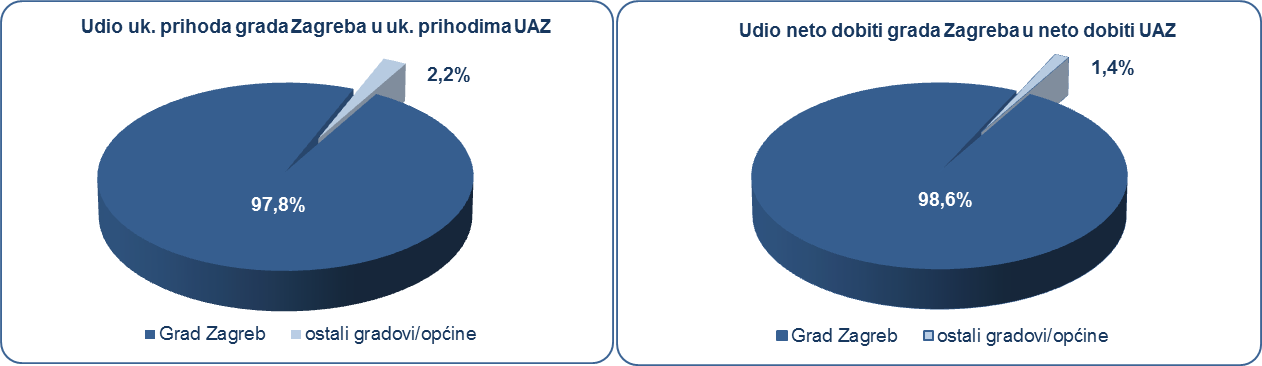 Udio uk. prihoda grada Zagreba u uk. prihodima UAZ
2,2%
97,8%
Grad Zagreb ostali gradovi/općine
Udio neto dobiti grada Zagreba u neto dobiti UAZ
1,4%
98,6%
Grad Zagreb ostali gradovi/općine